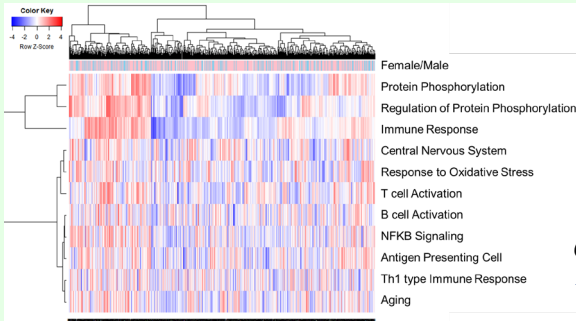 Color Key
-4 -2 0 2 4
Row Z-Score
Female/Male
Protein Phosphorylation
Regulation of Protein Phosphorylation
Immune Response
Central Nervous System
Response to Oxidative Stress
T cell Activation
B cell Activation
NFKB Signaling
Antigen Presenting Cell
Th1 type Immune Response
Aging